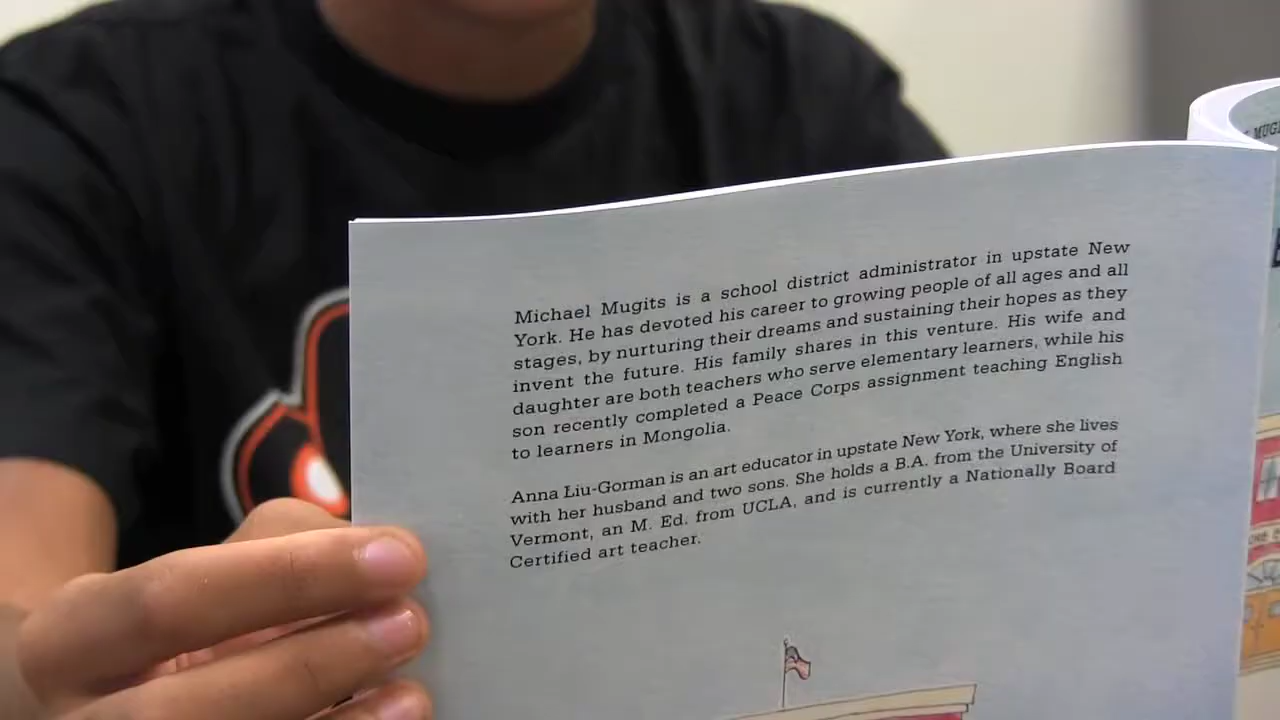 Michael Mugits is a school district administrator in upstate New
York. He has devoted his career to growing people of all ages and all
stages, by nurturing their dreams and sustaining their hopes as they
invent the future. His family shares in this venture. His wife and
daughter are both teachers who serve elementary learners, while his
son recently completed a Peace Corps assignment teaching English
to learners in Mongolia.
Anna Liu-Gorman is an art educator in upstate New York, where she lives
with her husband and two sons. She holds a B.A. from the University of
Vermont, an M. Ed. from UCLA, and is currently a Nationally Board
Certified art teacher.